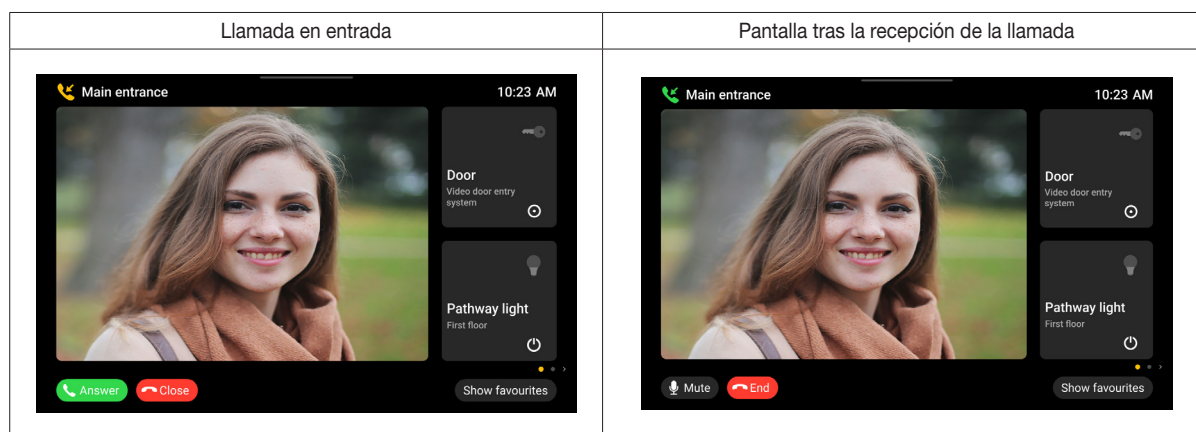 Llamada en entrada
Pantalla tras la recepción de la llamada
Main entrance
10:23 AM
Door
Video door entry
system
Pathway light
First floor
Answer
Close
Show favourites
Main entrance
10:23 AM
Door
Video door entry
system
Pathway light
First floor
Mute
End
Show favourites